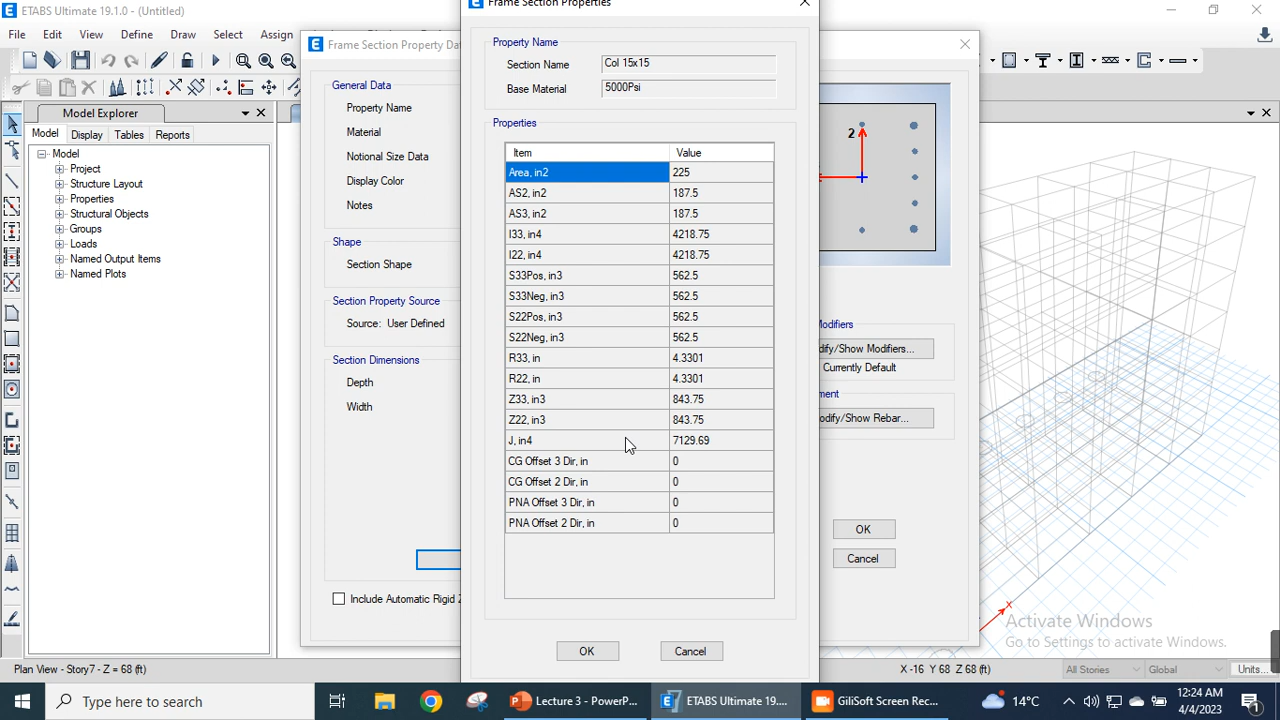 ETABS Ultimate 19.1.0 - (Untitled)
File Edit View Define Draw Select Assign
Model Explorer
Model Display Tables Reports
Model
Project
Structure Layout
Properties
Structural Objects
Groups
Loads
Named Output Items
Named Plots
Frame Section Property Da
General Data
Property Name
Material
Notional Size Data
Display Color
Notes
Shape
Section Shape
Section Property Source
Source: User Defined
Section Dimensions
Depth
Width
Include Automatic Rigid
Frame Section Properties
Property Name
Section Name Col 15x15
Base Material 5000Psi
Properties
Item Value
Area, in2 225
AS2, in2 187.5
AS3, in2 187.5
I33, in4 4218.75
I22, in4 4218.75
S33Pos, in3 562.5
S33Neg, in3 562.5
S22Pos, in3 562.5
S22Neg, in3 562.5
R33, in 4.3301
R22, in 4.3301
Z33, in3 843.75
Z22, in3 843.75
J, in4 7129.69
CG Offset 3 Dir, in 0
CG Offset 2 Dir, in 0
PNA Offset 3 Dir, in 0
PNA Offset 2 Dir, in 0
OK Cancel
2
Modifiers
dify/Show Modifiers...
Currently Default
ment
odify/Show Rebar...
OK
Cancel
X
Activate Windows
Go to Settings to activate Windows.
Plan View - Story7 - Z = 68 (ft) X -16 Y 68 Z 68 (ft) All Stories Global Units...
Type here to search Lecture 3 - PowerP... ETABS Ultimate 19.... GiliSoft Screen Rec... 14°C 12:24 AM
4/4/2023
1